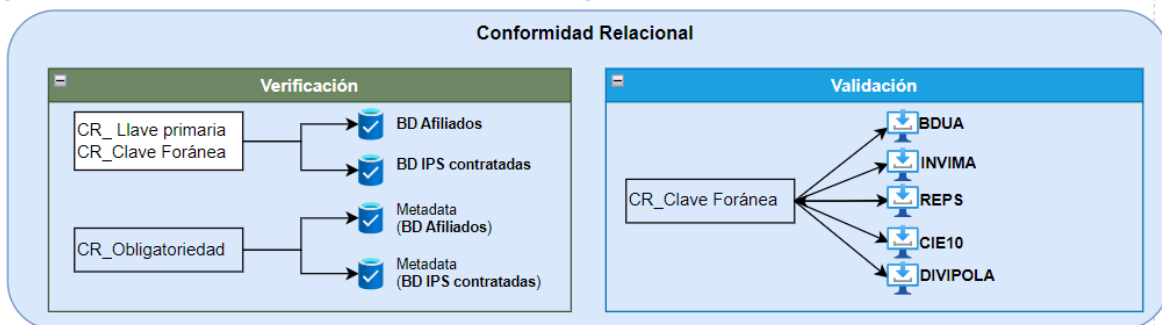 Conformidad Relacional
Verificación
CR_ Llave primaria
CR_Clave Foránea
BD Afiliados
BD IPS contratadas
CR_Obligatoriedad
Metadata
(BD Afiliados)
Metadata
(BD IPS contratadas)
Validación
CR_Clave Foránea
BDUA
INVIMA
REPS
CIE10
DIVIPOLA